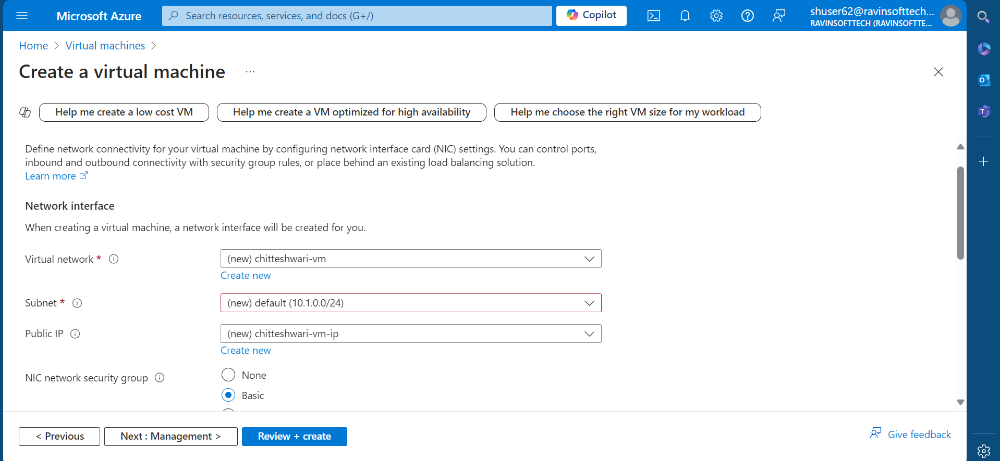 Microsoft Azure
Search resources, services, and docs (G+/)
Copilot
shuser62@ravinsofttech...
RAVINSOFTTECH (RAVINSOFTTE...
Home > Virtual machines >
Create a virtual machine ...
Help me create a low cost VM
Help me create a VM optimized for high availability
Help me choose the right VM size for my workload
Define network connectivity for your virtual machine by configuring network interface card (NIC) settings. You can control ports,
inbound and outbound connectivity with security group rules, or place behind an existing load balancing solution.
Learn more
Network interface
When creating a virtual machine, a network interface will be created for you.
Virtual network *
(new) chitteshwari-vm
Create new
Subnet *
(new) default (10.1.0.0/24)
Public IP
(new) chitteshwari-vm-ip
Create new
NIC network security group
None
Basic
< Previous
Next : Management >
Review + create
Give feedback